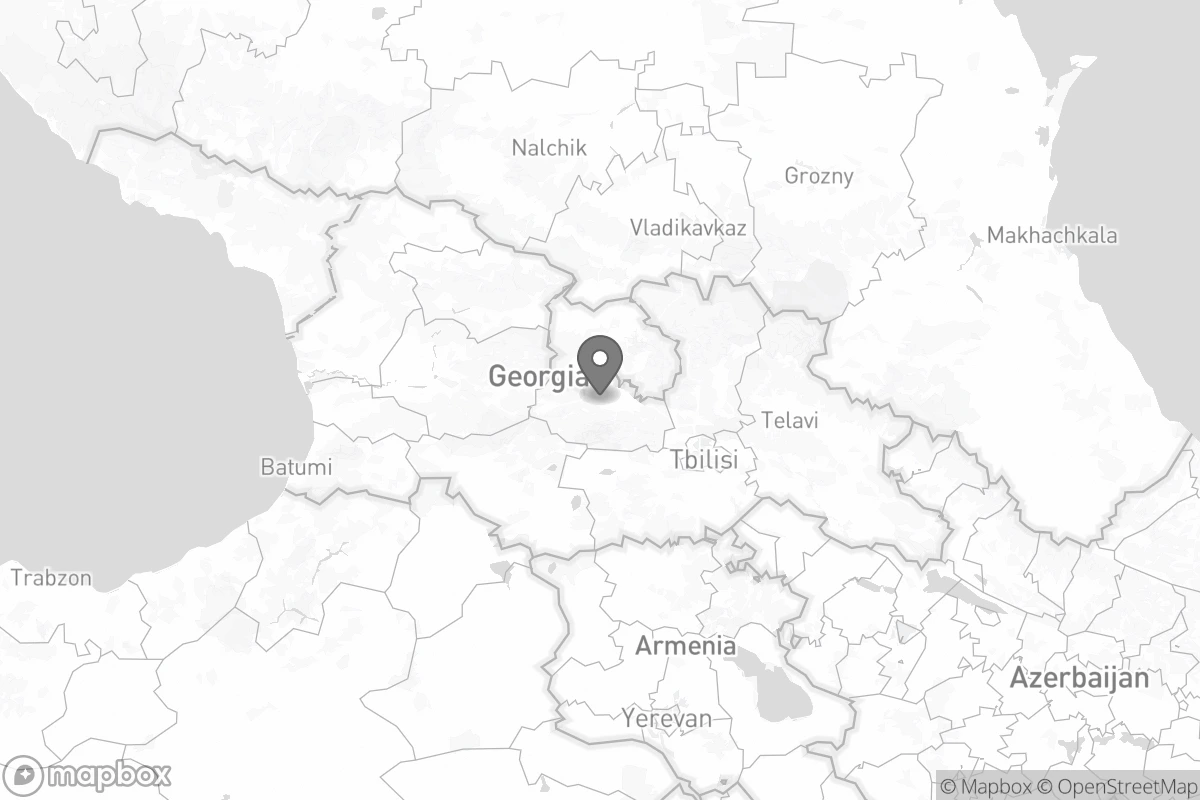 Nalchik
Grozny
Vladikavkaz
Makhachkala
Georgia
Telavi
Tbilisi
Batumi
Trabzon
Armenia
Azerbaijan
Yerevan
mapbox
© Mapbox © OpenStreetMap